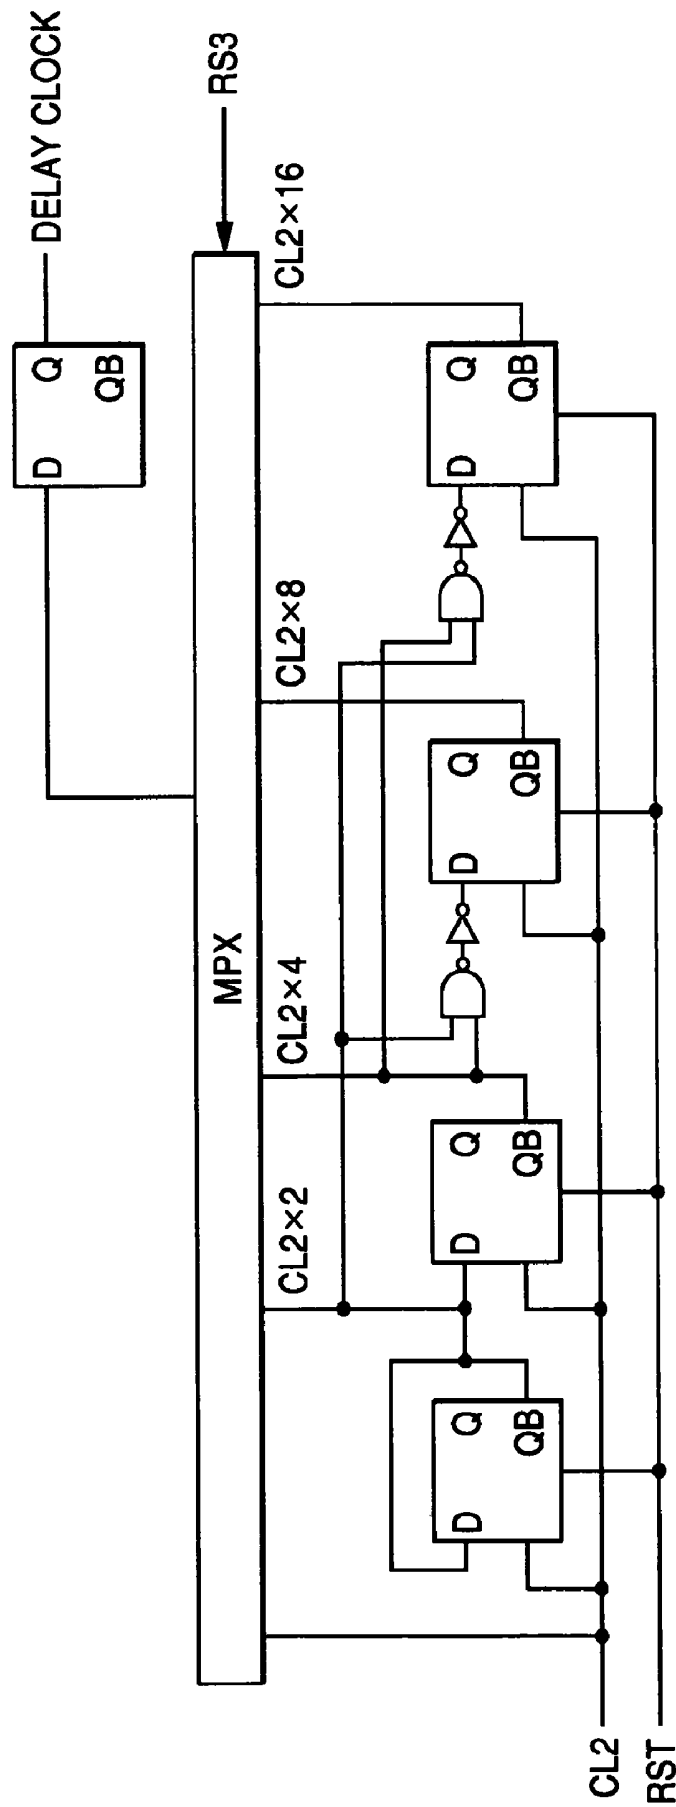 DELAY CLOCK
D
Q
QB
RS3
MPX
CL2×2
CL2×4
CL2×8
CL2×16
D
Q
QB
D
Q
QB
D
Q
QB
D
Q
QB
CL2
RST